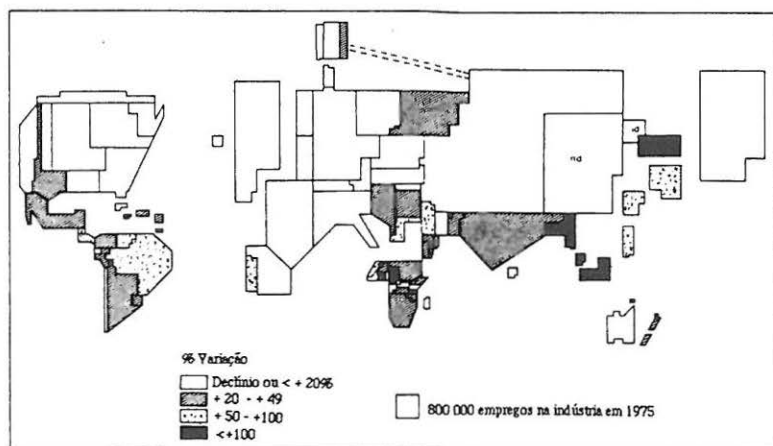 nd
nd
% Variação
Declínio ou < + 20%
+ 20 - + 49
+ 50 - +100
<+100
800 000 empregos na indústria em 1975